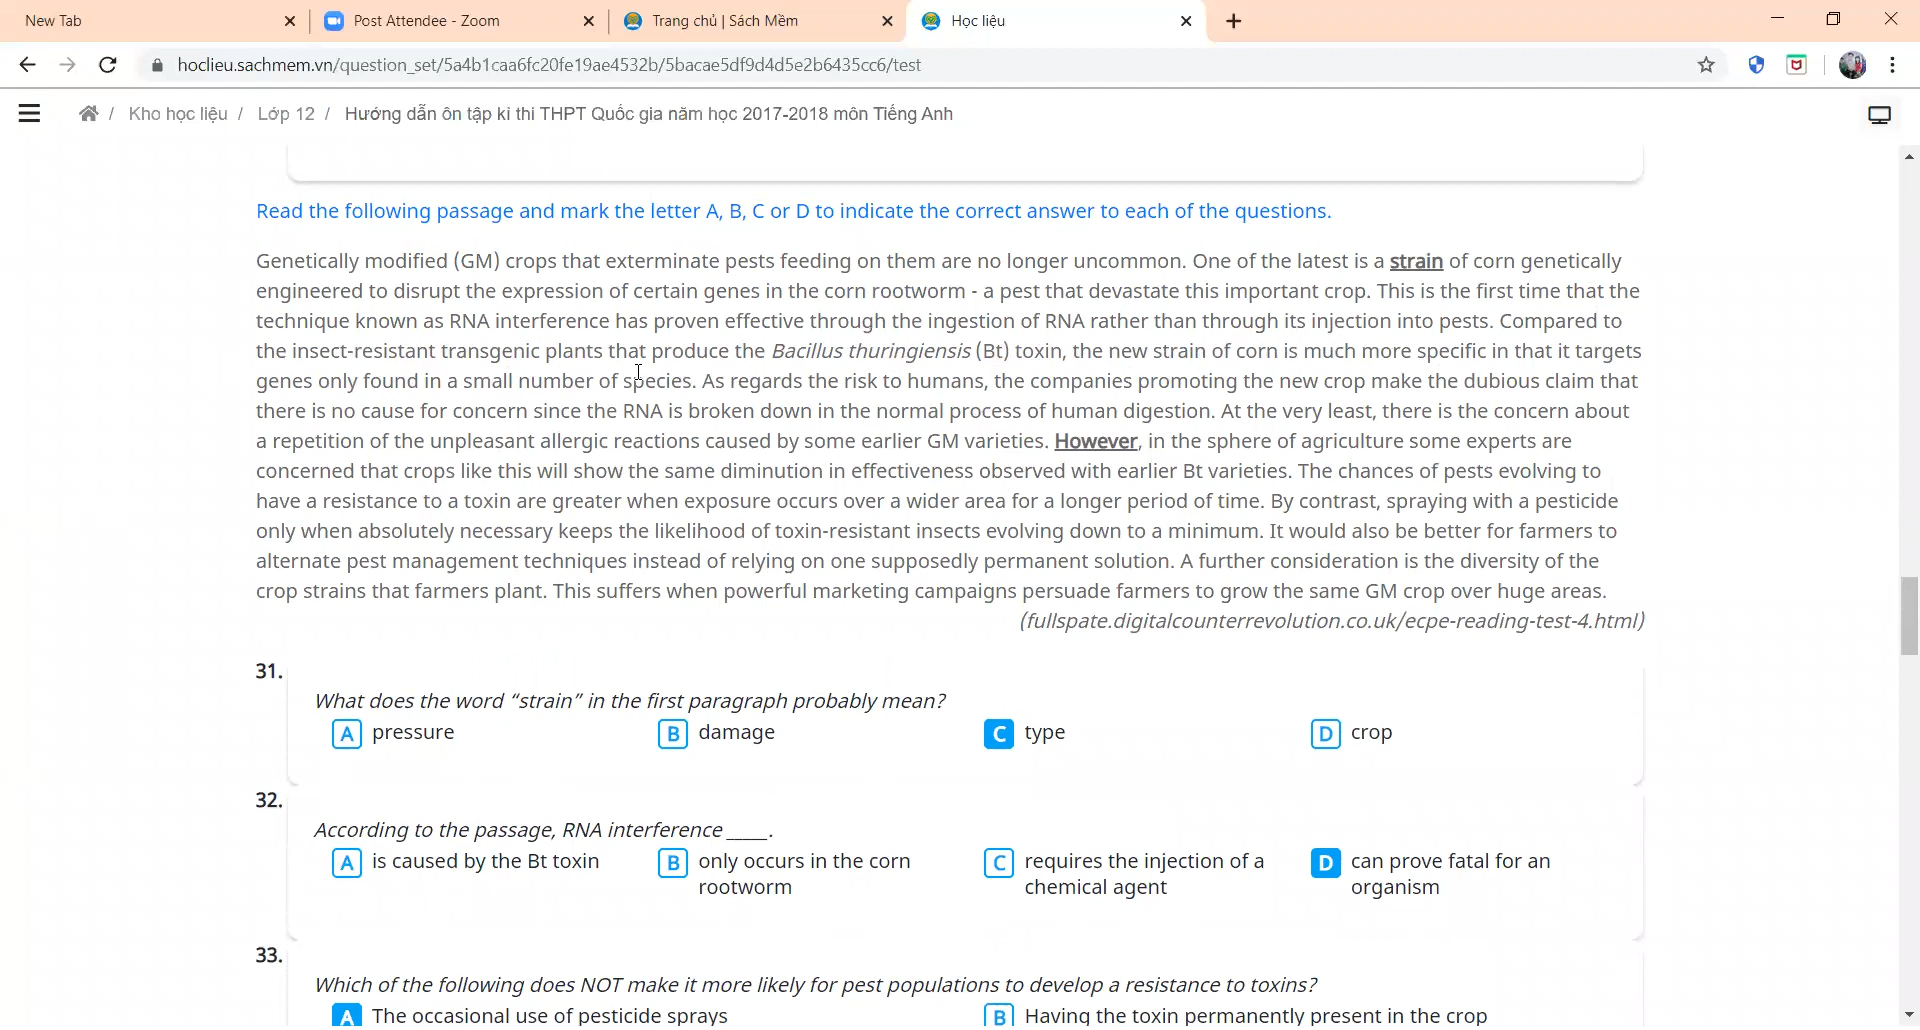 New Tab
Post Attendee - Zoom
Trang chủ | Sách Mềm
Học liệu
hoclieu.sachmem.vn/question_set/5a4b1caa6fc20fe19ae4532b/5bacae5df9d4d5e2b6435cc6/test
/ Kho học liệu / Lớp 12 / Hướng dẫn ôn tập kì thi THPT Quốc gia năm học 2017-2018 môn Tiếng Anh
Read the following passage and mark the letter A, B, C or D to indicate the correct answer to each of the questions.
Genetically modified (GM) crops that exterminate pests feeding on them are no longer uncommon. One of the latest is a strain of corn genetically
engineered to disrupt the expression of certain genes in the corn rootworm - a pest that devastate this important crop. This is the first time that the
technique known as RNA interference has proven effective through the ingestion of RNA rather than through its injection into pests. Compared to
the insect-resistant transgenic plants that produce the Bacillus thuringiensis (Bt) toxin, the new strain of corn is much more specific in that it targets
genes only found in a small number of species. As regards the risk to humans, the companies promoting the new crop make the dubious claim that
there is no cause for concern since the RNA is broken down in the normal process of human digestion. At the very least, there is the concern about
a repetition of the unpleasant allergic reactions caused by some earlier GM varieties. However, in the sphere of agriculture some experts are
concerned that crops like this will show the same diminution in effectiveness observed with earlier Bt varieties. The chances of pests evolving to
have a resistance to a toxin are greater when exposure occurs over a wider area for a longer period of time. By contrast, spraying with a pesticide
only when absolutely necessary keeps the likelihood of toxin-resistant insects evolving down to a minimum. It would also be better for farmers to
alternate pest management techniques instead of relying on one supposedly permanent solution. A further consideration is the diversity of the
crop strains that farmers plant. This suffers when powerful marketing campaigns persuade farmers to grow the same GM crop over huge areas.
(fullspate.digitalcounterrevolution.co.uk/ecpe-reading-test-4.html)
31.
What does the word "strain" in the first paragraph probably mean?
A pressure B damage C type D crop
32.
According to the passage, RNA interference _____.
A is caused by the Bt toxin B only occurs in the corn C requires the injection of a D can prove fatal for an
rootworm chemical agent organism
33.
Which of the following does NOT make it more likely for pest populations to develop a resistance to toxins?
A The occasional use of pesticide sprays B Having the toxin permanently present in the crop